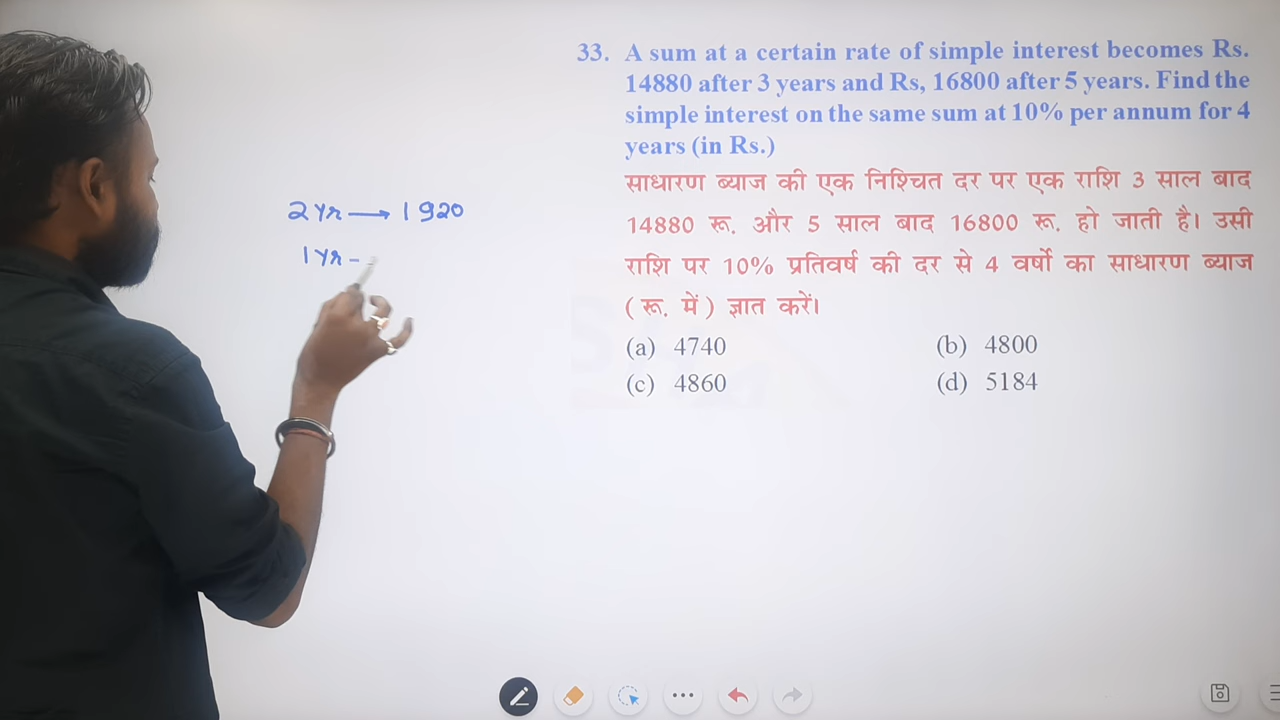 33. A sum at a certain rate of simple interest becomes Rs.
14880 after 3 years and Rs, 16800 after 5 years. Find the
simple interest on the same sum at 10% per annum for 4
years (in Rs.)
साधारण ब्याज की एक निश्चित दर पर एक राशि 3 साल बाद
14880 रू. और 5 साल बाद 16800 रू. हो जाती है। उसी
राशि पर 10% प्रतिवर्ष की दर से 4 वर्षो का साधारण ब्याज
(रू. में) ज्ञात करें।
(a) 4740 (b) 4800
(c) 4860 (d) 5184
2yr → 1920
1yr -